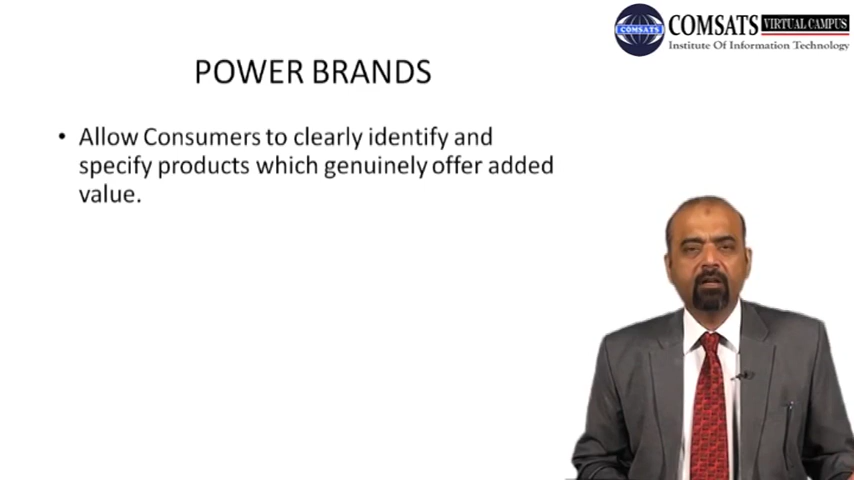 COMSATS VIRTUAL CAMPUS
COMSATS
Institute Of Information Technology
POWER BRANDS
• Allow Consumers to clearly identify and
specify products which genuinely offer added
value.